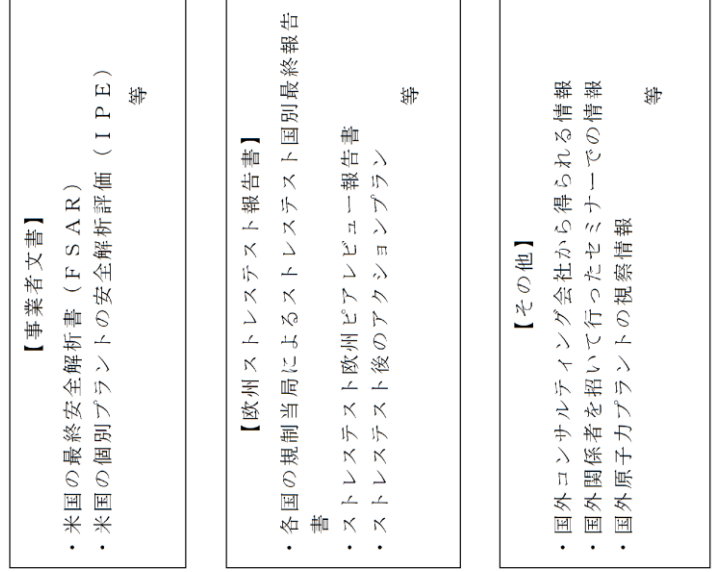 【事業者文書】
・米国の最終安全解析書（ＦＳＡＲ）
・米国の個別プラントの安全解析評価（ＩＰＥ）
等
【欧州ストレステスト報告書】
・各国の規制当局によるストレステスト国別最終報告
書
・ストレステスト欧州ピアレビュー報告書
・ストレステスト後のアクションプラン
等
【その他】
・国外コンサルティング会社から得られる情報
・国外関係者を招いて行ったセミナーでの情報
・国外原子力プラントの視察情報
等